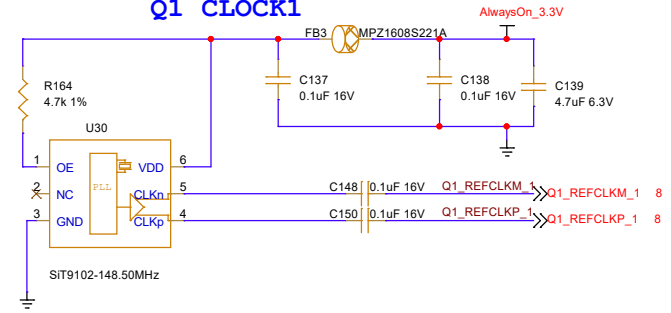 Q1 CLOCK1
AlwaysOn_3.3V
FB3 MPZ1608S221A
R164
4.7k 1%
C137
0.1uF 16V
C138
0.1uF 16V
C139
4.7uF 6.3V
U30
1 OE VDD 6
2 NC PLL CLKn 5
3 GND CLKp 4
C148 0.1uF 16V Q1_REFCLKM_1 Q1_REFCLKM_1 8
C150 0.1uF 16V Q1_REFCLKP_1 Q1_REFCLKP_1 8
SiT9102-148.50MHz